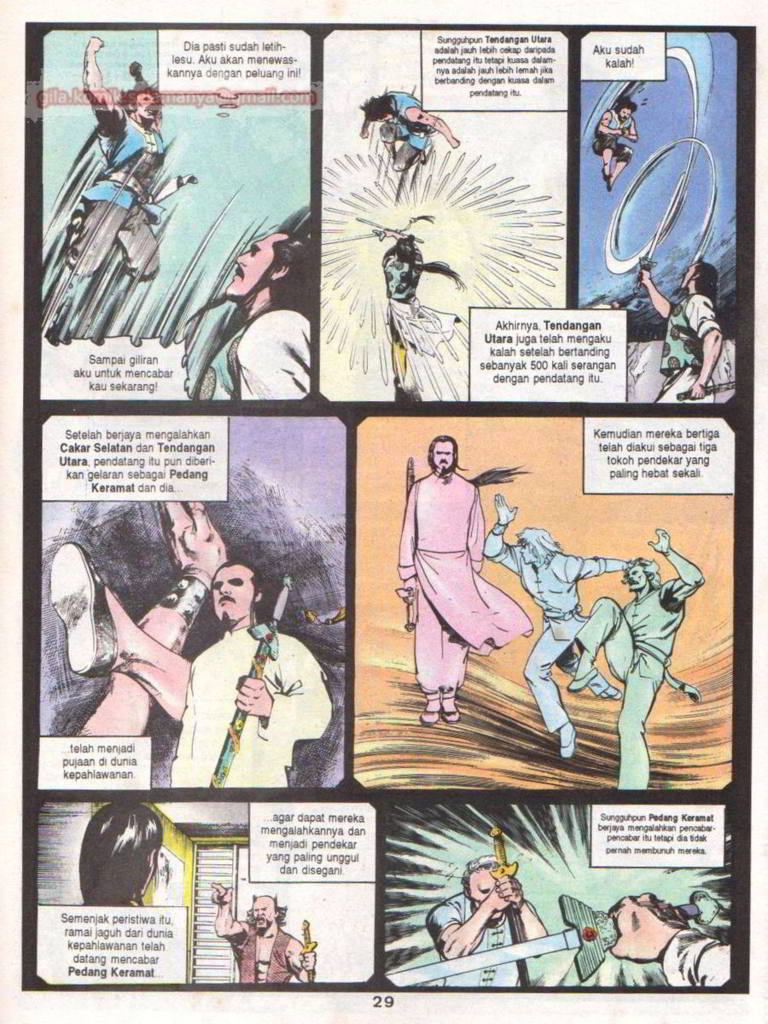 Dia pasti sudah letih-
lesu. Aku akan menewas-
kannya dengan peluang ini!
Sampai giliran
aku untuk mencabar
kau sekarang!
Sungguhpun Tendangan Utara
adalah jauh lebih cekap daripada
pendatang itu tetapi kuasa dalam-
nya adalah jauh lebih lemah jika
berbanding dengan kuasa dalam
pendatang itu.
Akhirnya, Tendangan
Utara juga telah mengaku
kalah setelah bertanding
sebanyak 500 kali serangan
dengan pendatang itu.
Aku sudah
kalah!
Setelah berjaya mengalahkan
Cakar Selatan dan Tendangan
Utara, pendatang itu pun diberi-
kan gelaran sebagai Pedang
Keramat dan dia...
...telah menjadi
pujaan di dunia
kepahlawanan.
Kemudian mereka bertiga
telah diakui sebagai tiga
tokoh pendekar yang
paling hebat sekali.
Semenjak peristiwa itu,
ramai jaguh dari dunia
kepahlawanan telah
datang mencabar
Pedang Keramat...
...agar dapat mereka
mengalahkannya dan
menjadi pendekar
yang paling unggul
dan disegani.
Sungguhpun Pedang Keramat
berjaya mengalahkan pencabar-
pencabar itu tetapi dia tidak
pernah membunuh mereka.
29